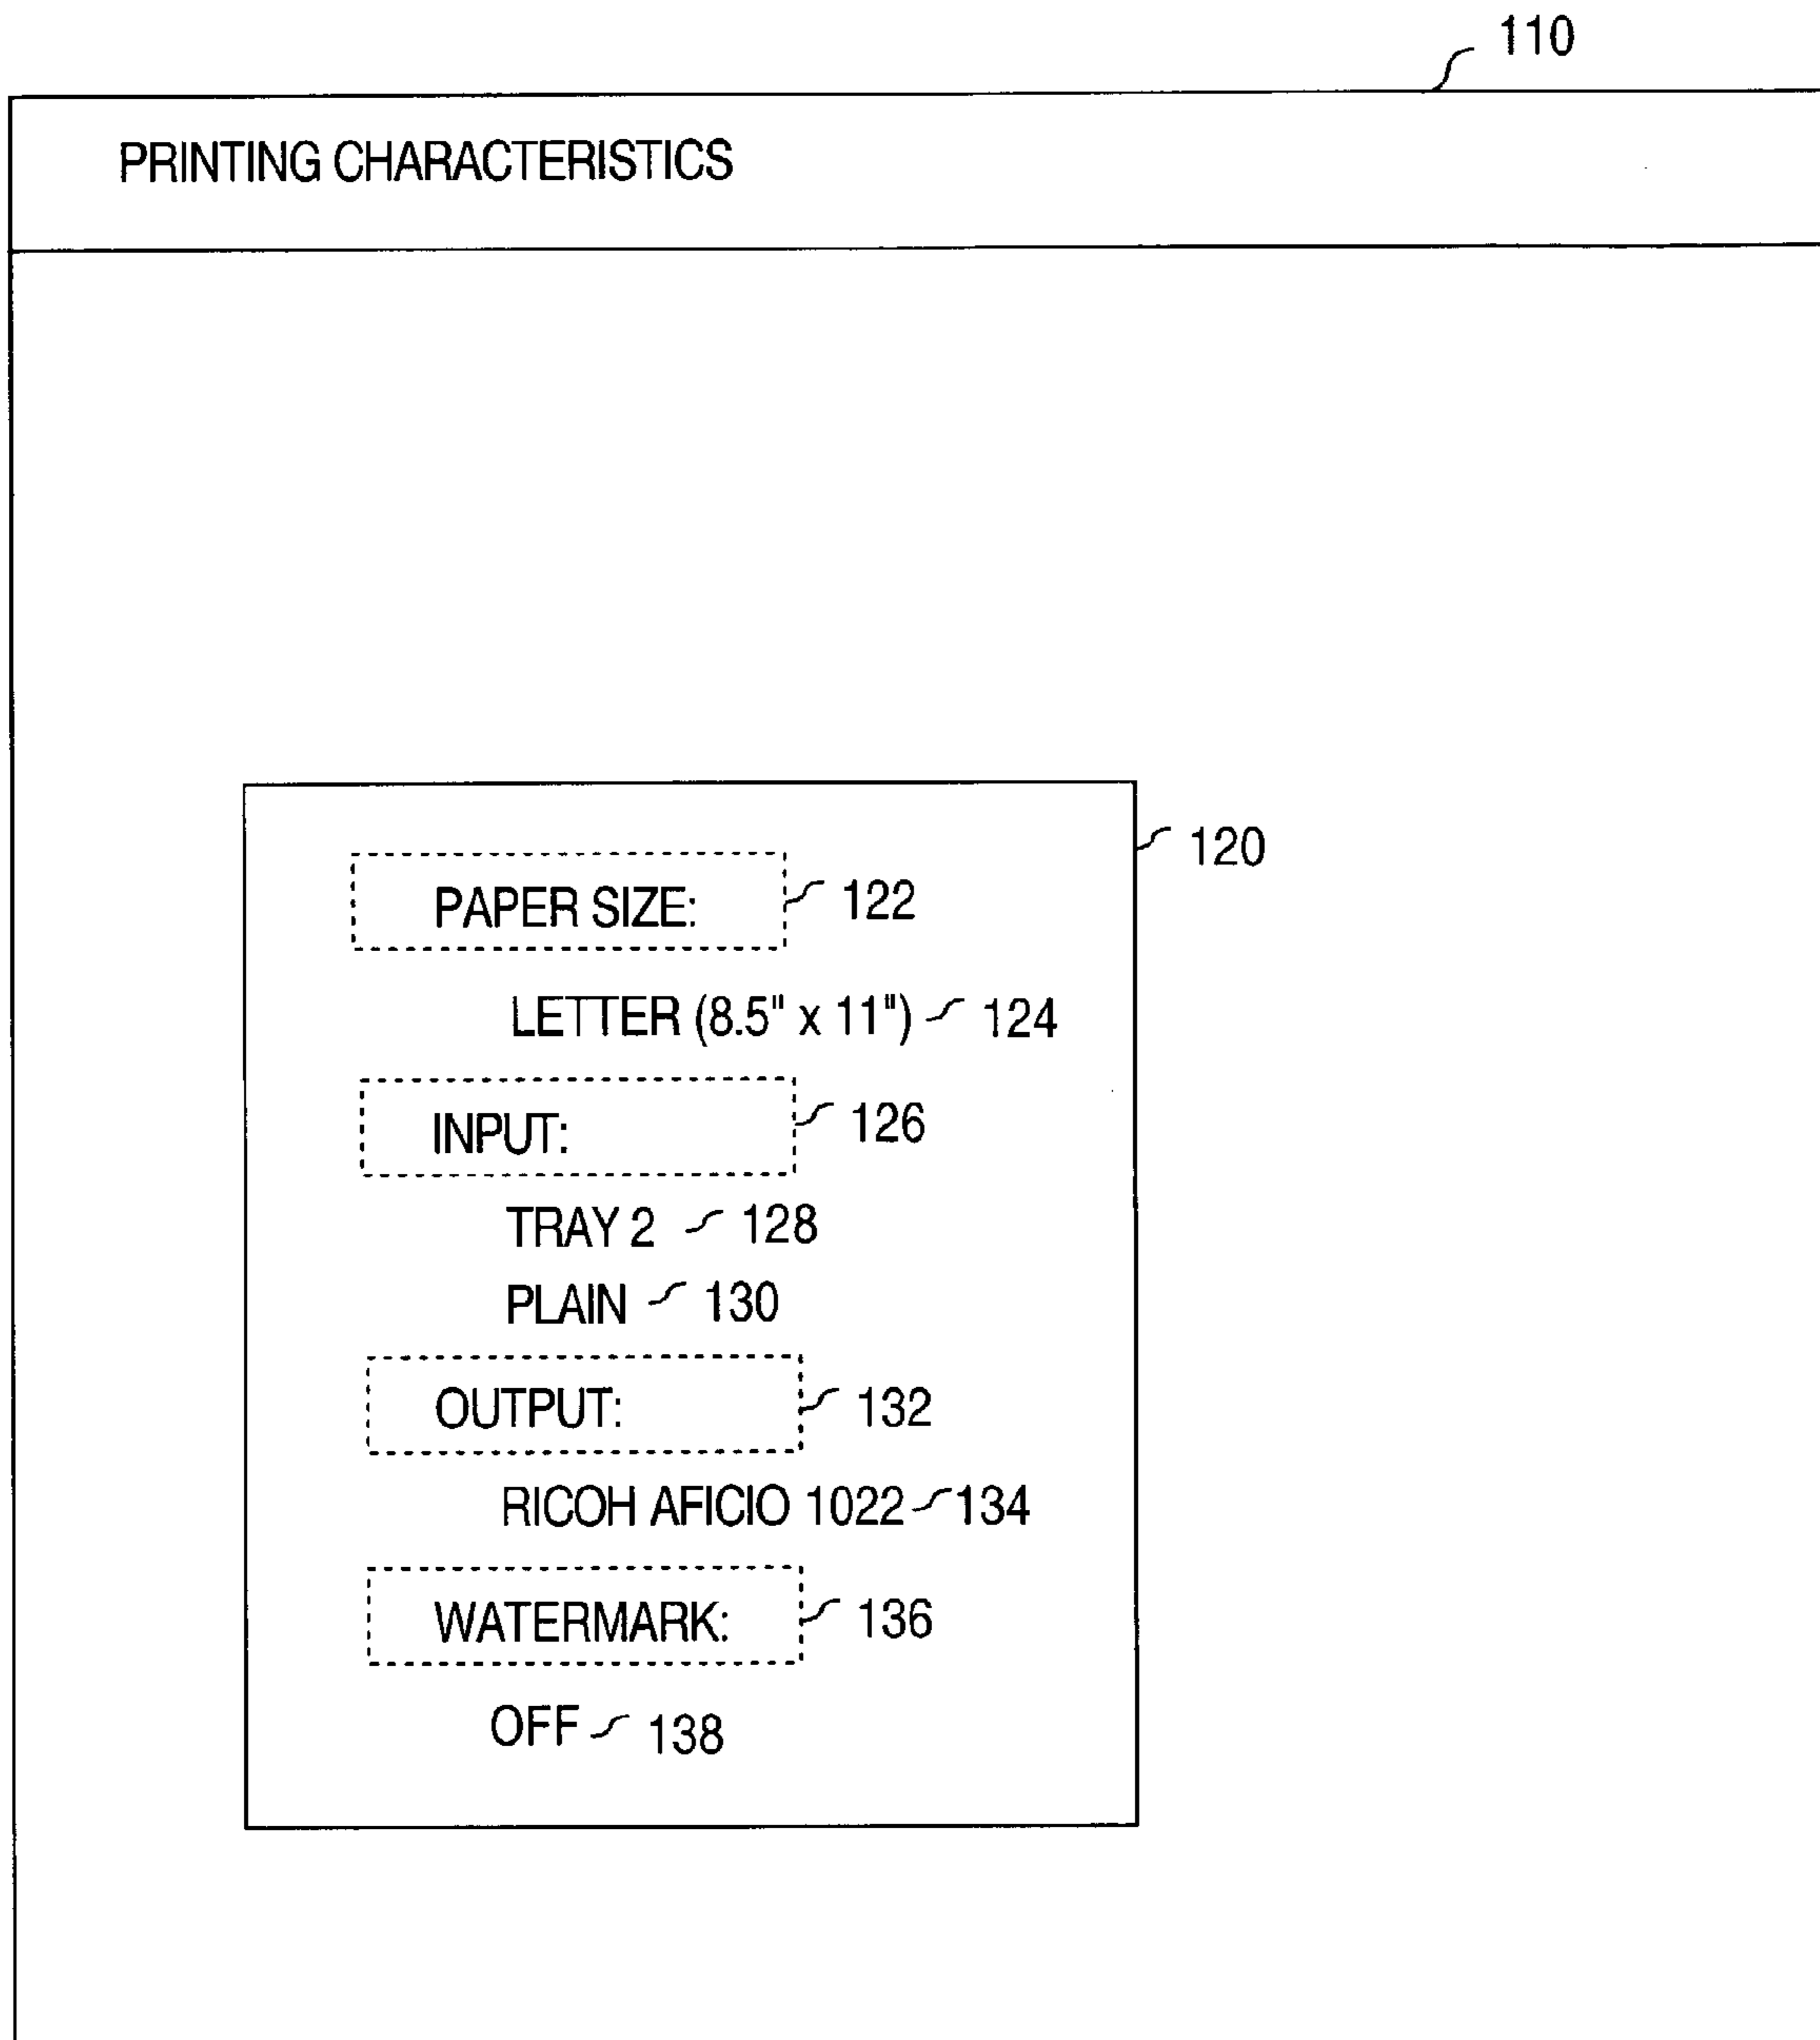 110
PRINTING CHARACTERISTICS
120
PAPER SIZE: 122
LETTER (8.5" x 11") 124
INPUT: 126
TRAY 2 128
PLAIN 130
OUTPUT: 132
RICOH AFICIO 1022 134
WATERMARK: 136
OFF 138